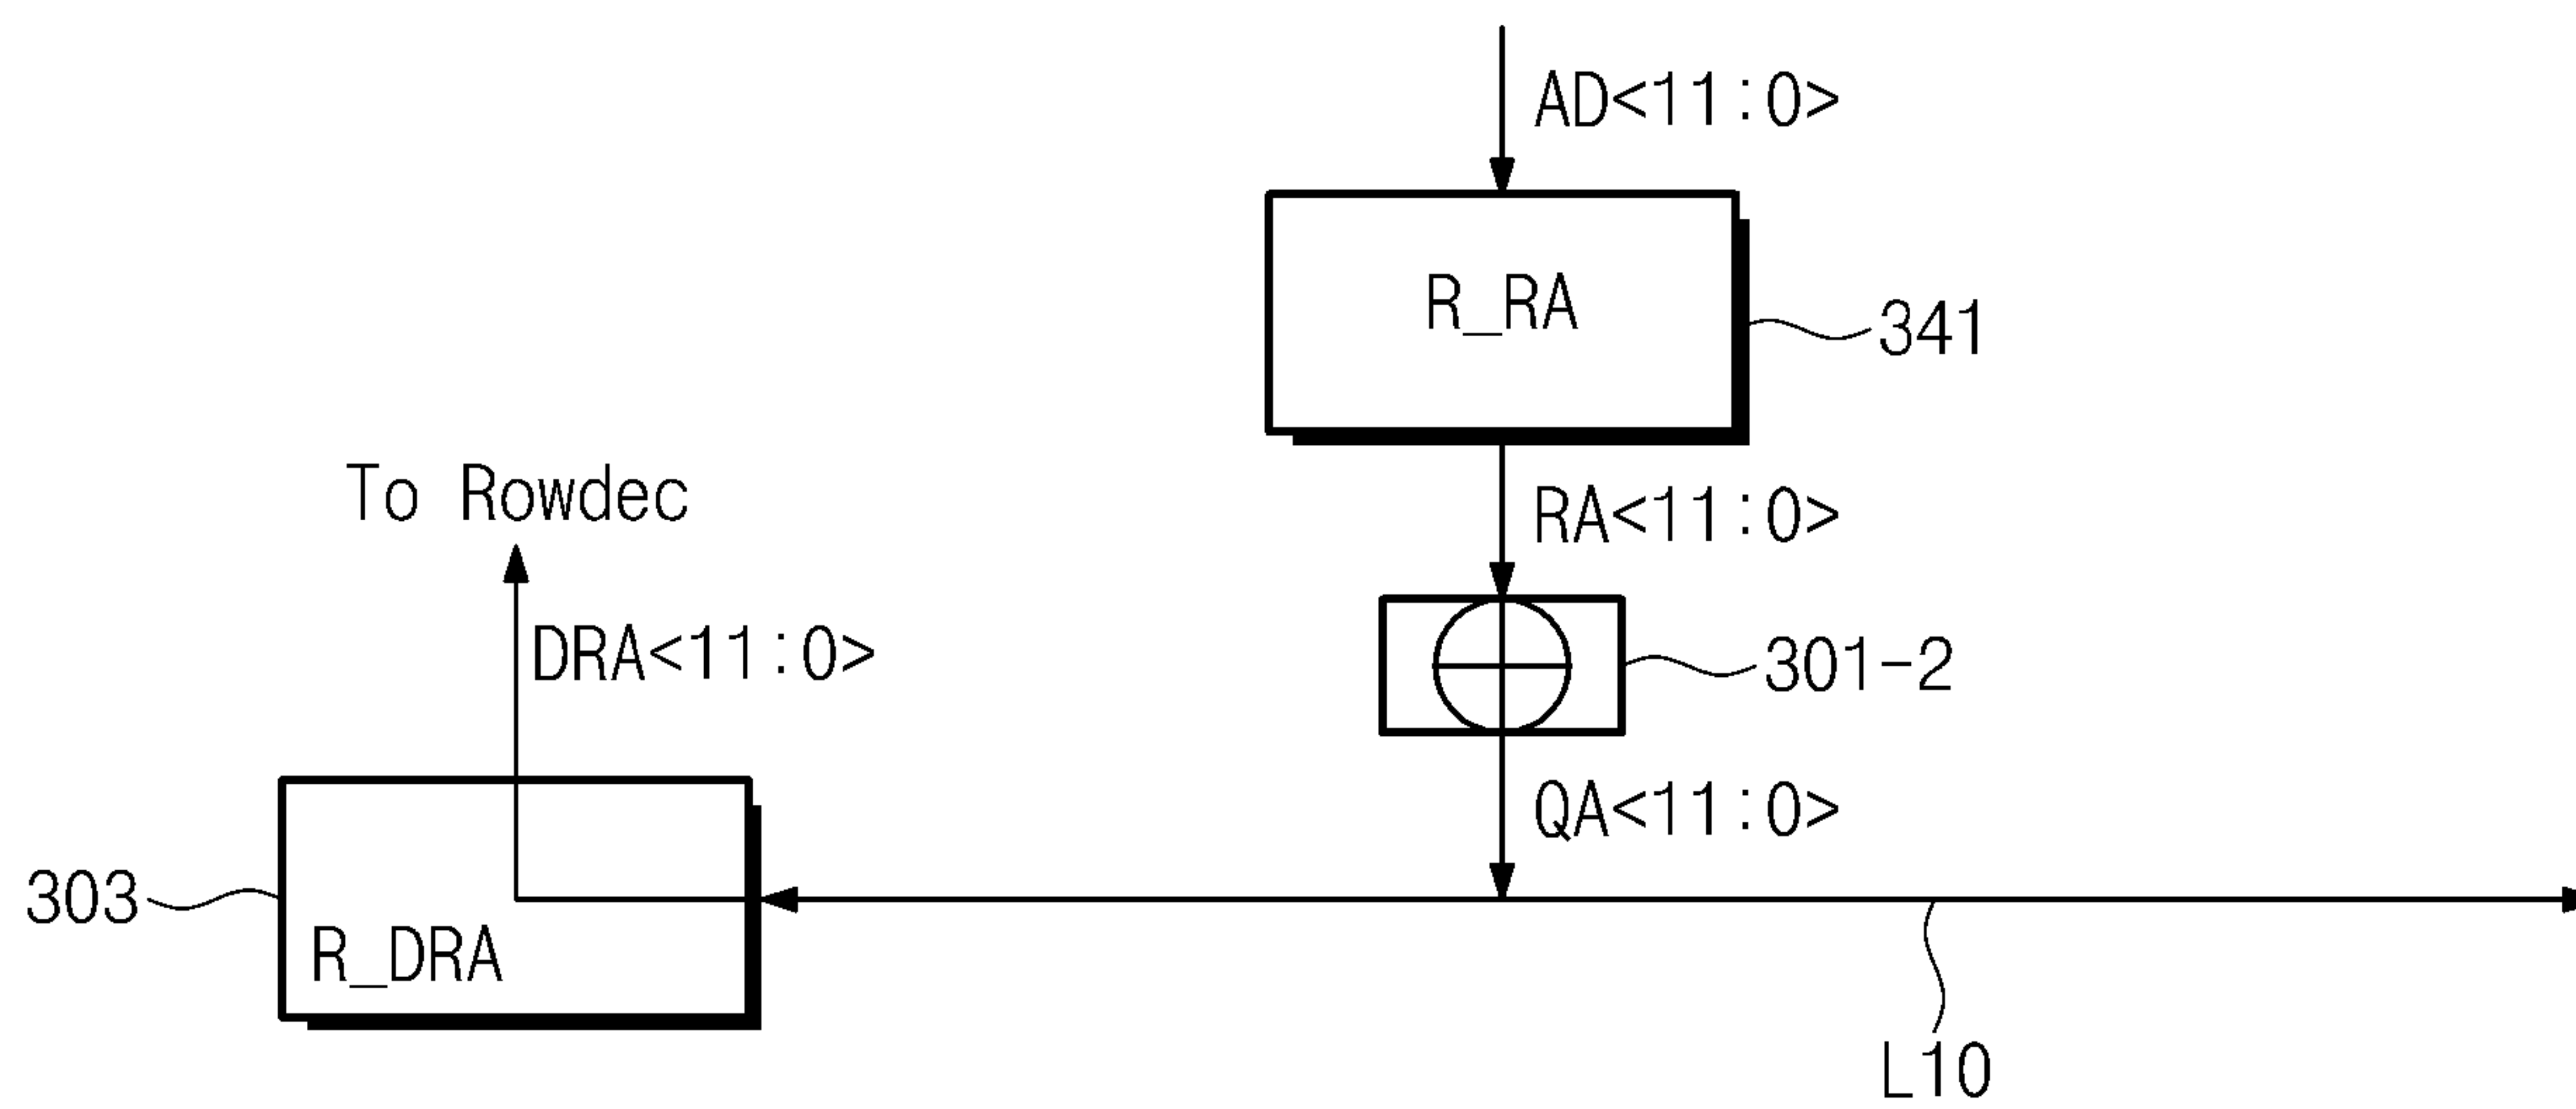 AD<11:0>
R_RA
341
To Rowdec
RA<11:0>
DRA<11:0>
301-2
QA<11:0>
303
R_DRA
L10